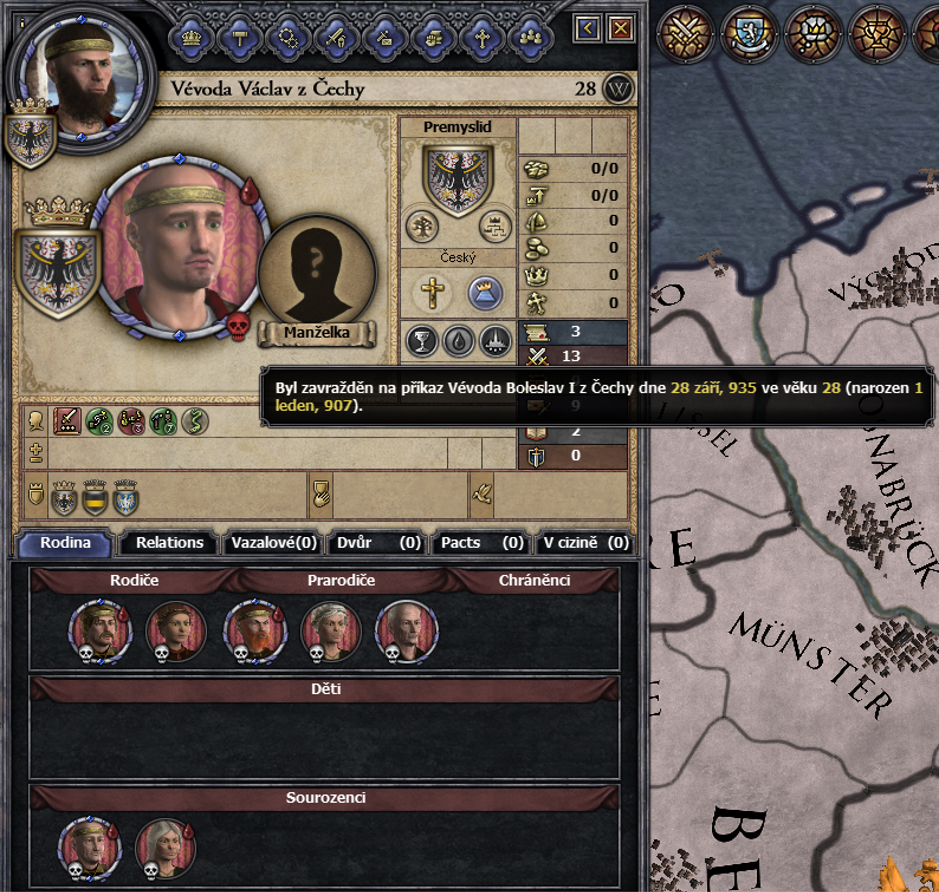 i
Vévoda Václav z Čechy 28 W
Premyslid
0/0
0/0
0
Český
0
0
0
Manželka
3
13
Byl zavražděn na příkaz Vévoda Boleslav I z Čechy dne 28 září, 935 ve věku 28 (narozen 1
leden, 907).
9
2
0
Rodina Relations Vazalové(0) Dvůr (0) Pacts (0) V cizině (0)
Rodiče Prarodiče Chráněnci
Děti
Sourozenci
OSNABRÜCK
MÜNSTER